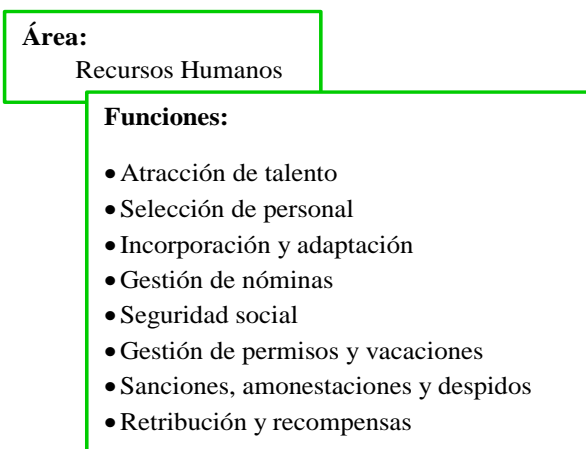 Área:
Recursos Humanos
Funciones:
• Atracción de talento
• Selección de personal
• Incorporación y adaptación
• Gestión de nóminas
• Seguridad social
• Gestión de permisos y vacaciones
• Sanciones, amonestaciones y despidos
• Retribución y recompensas